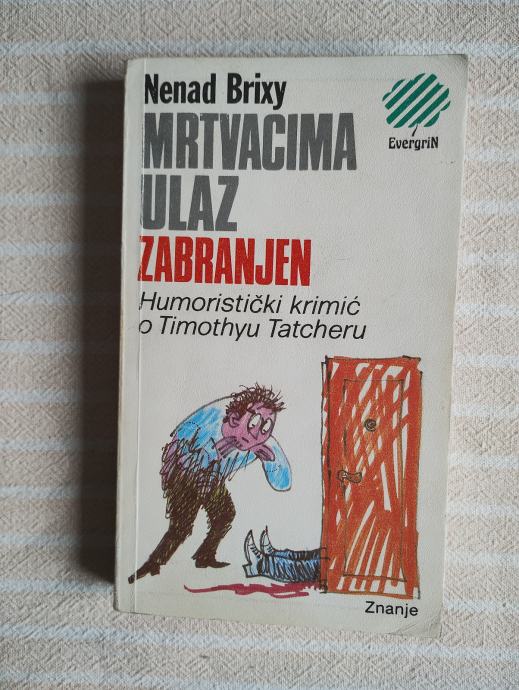 Nenad Brixy
EvergriN
MRTVACIMA
ULAZ
ZABRANJEN
Humoristički krimić
o Timothyu Tatcheru
Znanje